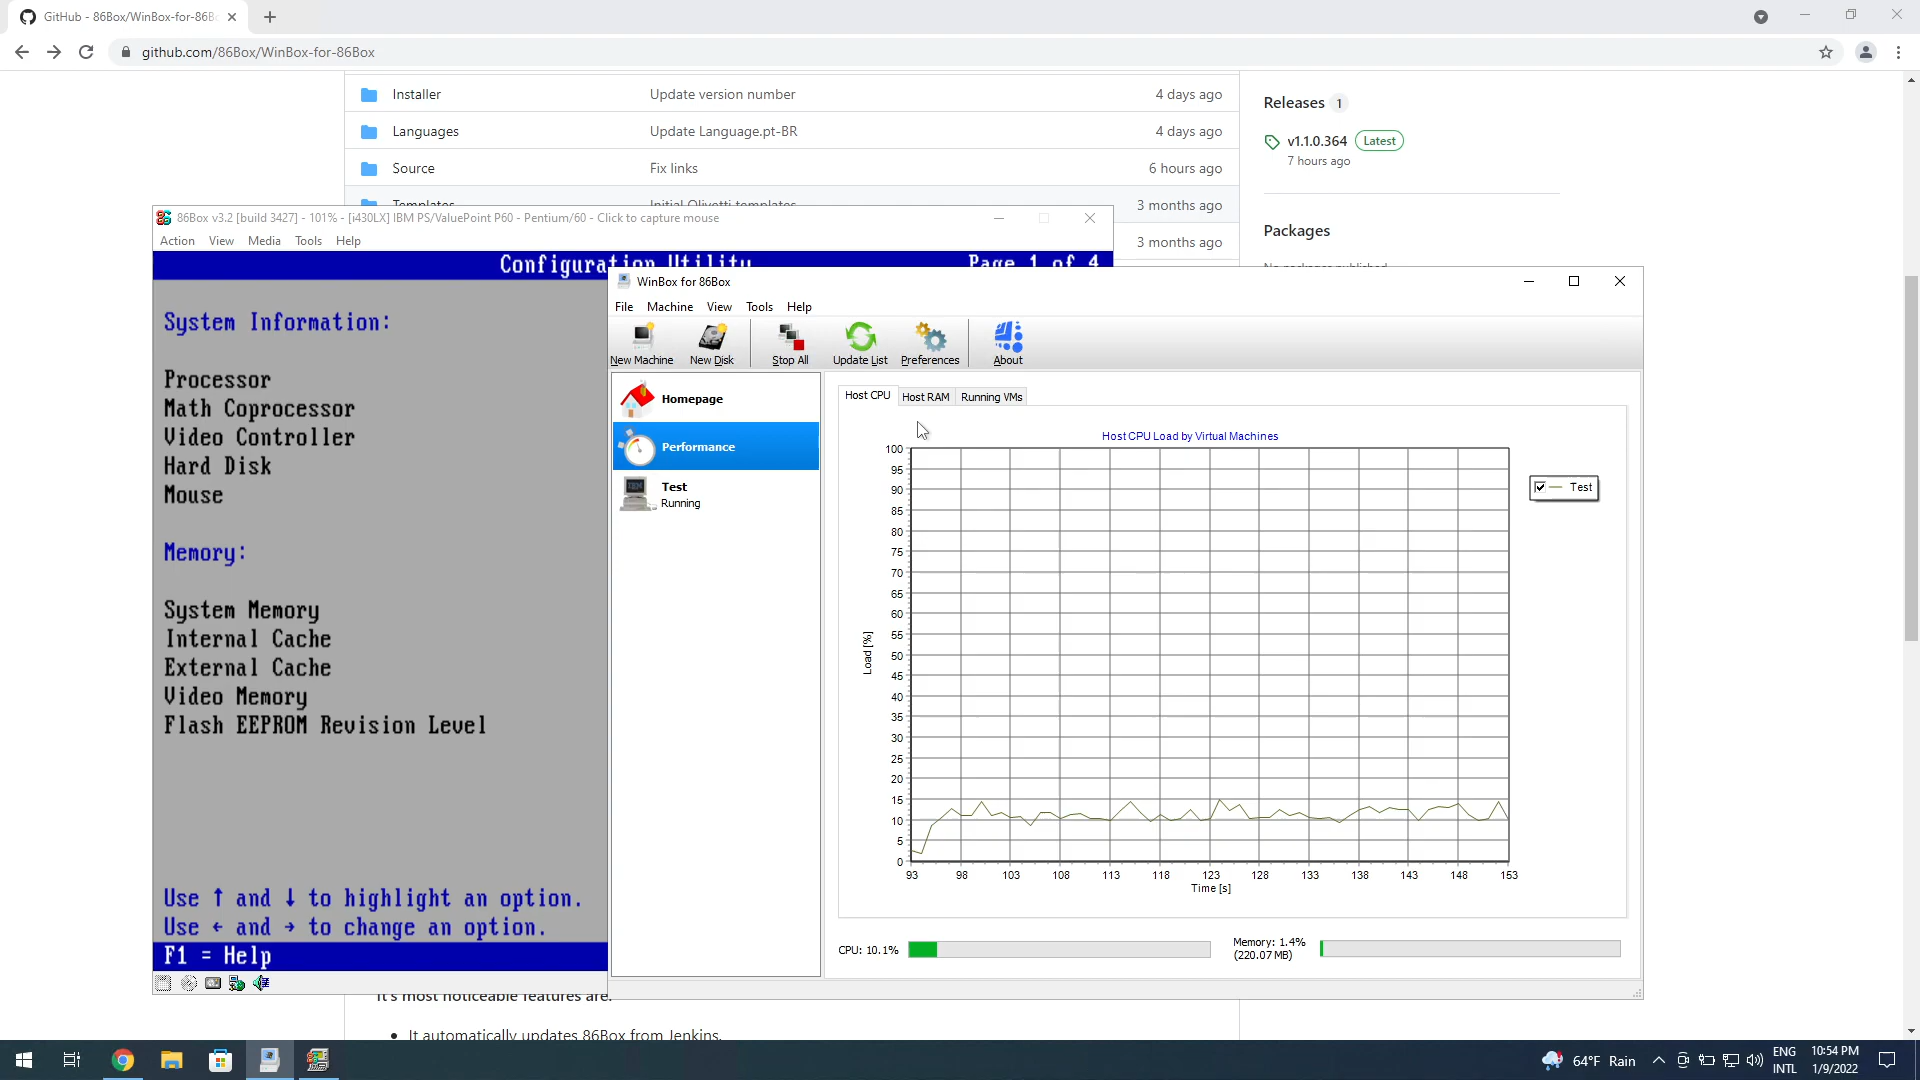 GitHub - 86Box/WinBox-for-86B
github.com/86Box/WinBox-for-86Box
Installer
Update version number
4 days ago
Languages
Update Language.pt-BR
4 days ago
Source
Fix links
6 hours ago
Templates
Initial Olivetti templates
3 months ago
3 months ago
Releases 1
v1.1.0.364 Latest
7 hours ago
Packages
No packages published
86Box v3.2 [build 3427] - 101% - [i430LX] IBM PS/ValuePoint P60 - Pentium/60 - Click to capture mouse
Action View Media Tools Help
Configuration Utility
Page 1 of 4
System Information:
Processor
Math Coprocessor
Video Controller
Hard Disk
Mouse
Memory:
System Memory
Internal Cache
External Cache
Video Memory
Flash EEPROM Revision Level
Use ↑ and ↓ to highlight an option.
Use ← and → to change an option.
F1 = Help
WinBox for 86Box
File Machine View Tools Help
New Machine
New Disk
Stop All
Update List
Preferences
About
Homepage
Performance
Test
Running
Host CPU
Host RAM
Running VMs
Host CPU Load by Virtual Machines
100
95
90
85
80
75
70
65
60
55
50
45
40
35
30
25
20
15
10
5
0
Load [%]
93 98 103 108 113 118 123 128 133 138 143 148 153
Time [s]
Test
CPU: 10.1%
Memory: 1.4%
(220.07 MB)
It's most noticeable features are:
It automatically updates 86Box from Jenkins.
64°F Rain
ENG
INTL
10:54 PM
1/9/2022